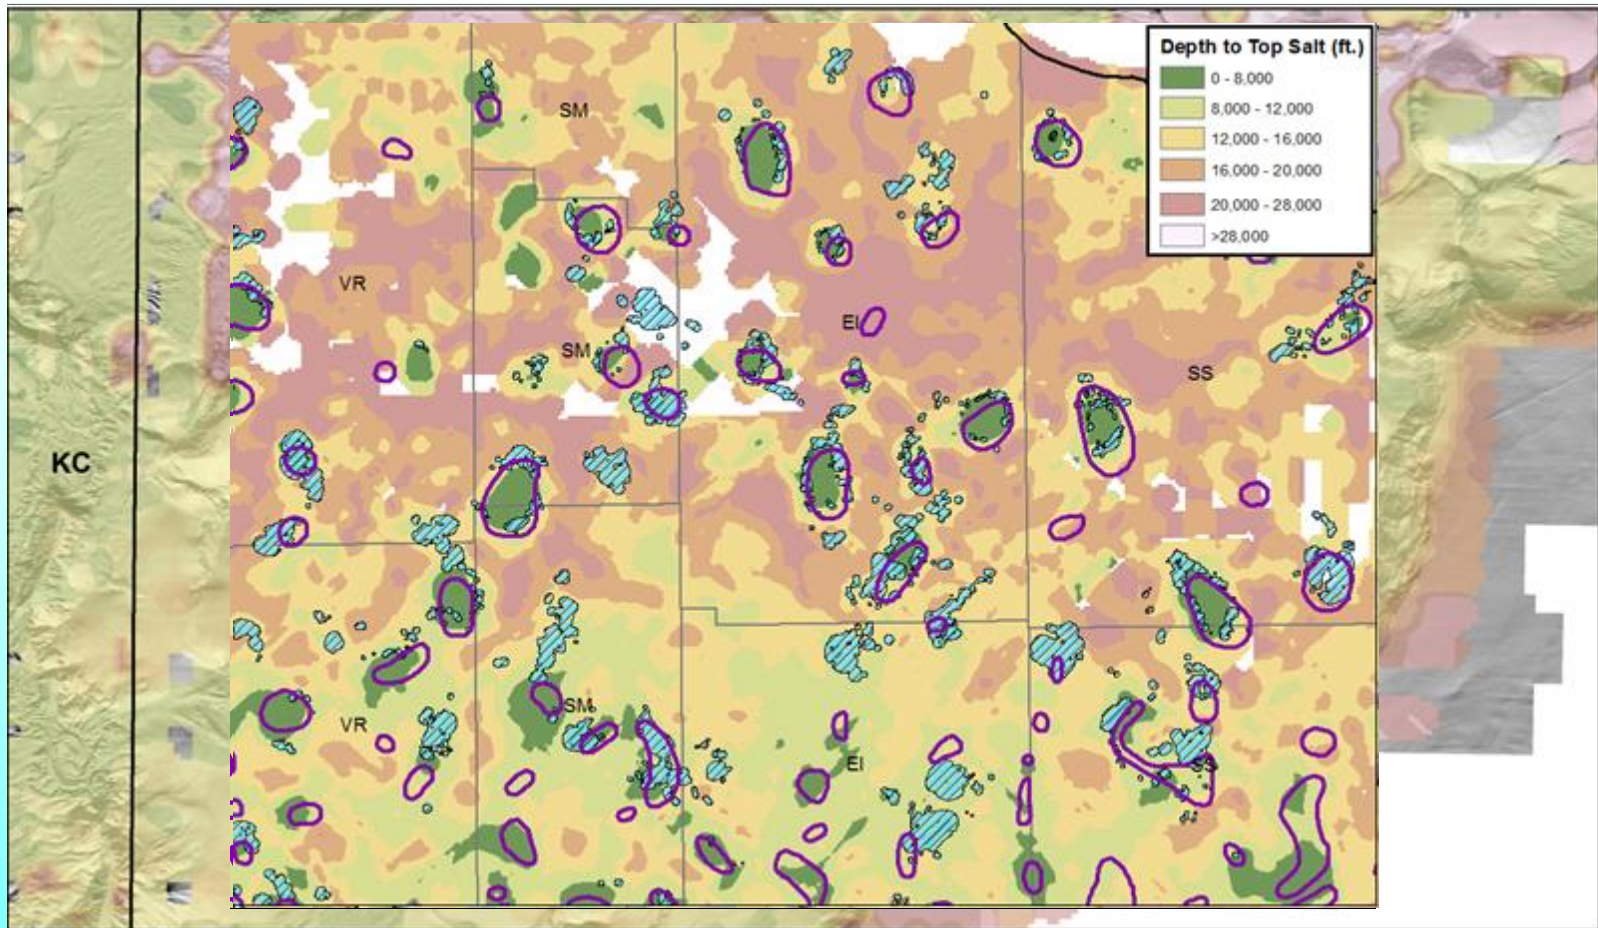 Depth to Top Salt (ft.)
0 - 8,000
8,000 - 12,000
12,000 - 16,000
16,000 - 20,000
20,000 - 28,000
>28,000
SM
VR
EI
SM
SS
KC
SM
VR
EI
SS